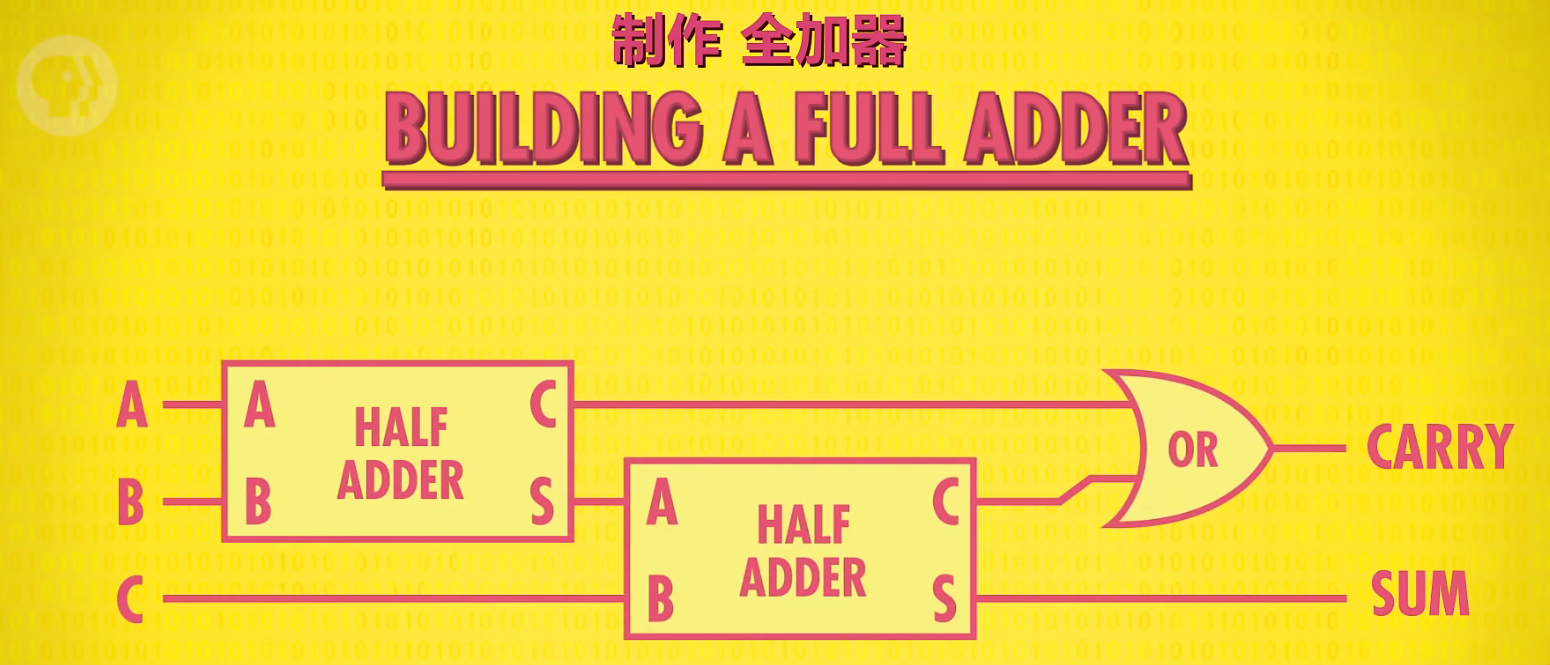 制作 全加器
BUILDING A FULL ADDER
A
A
HALF
ADDER
C
B
B
S
OR
CARRY
A
HALF
ADDER
C
C
B
S
SUM